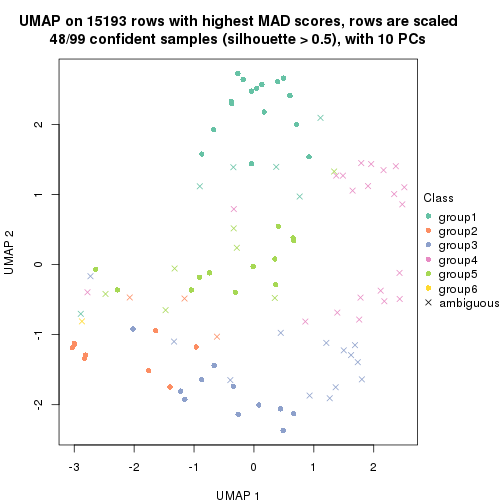 UMAP on 15193 rows with highest MAD scores, rows are scaled
48/99 confident samples (silhouette > 0.5), with 10 PCs
Class
group1
group2
group3
group4
group5
group6
ambiguous
UMAP 2
2
1
0
-1
-2
-3
-2
-1
0
1
2
UMAP 1